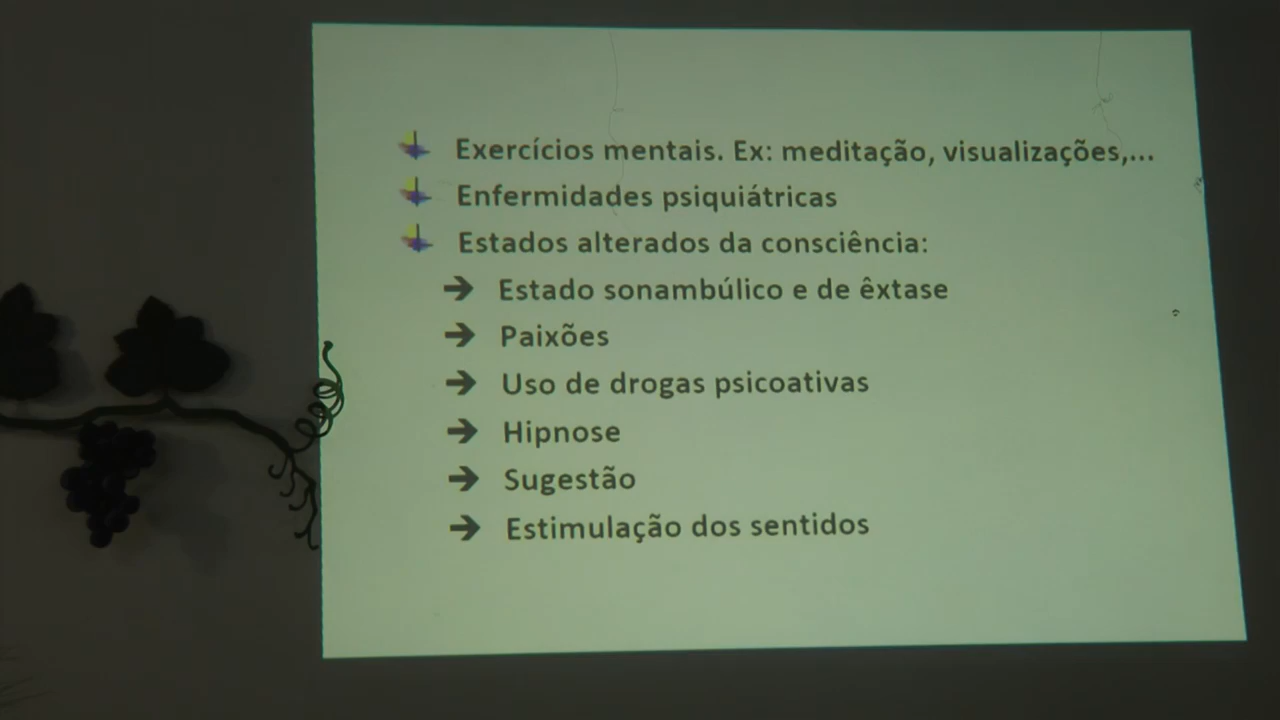 Exercícios mentais. Ex: meditação, visualizações,...
Enfermidades psiquiátricas
Estados alterados da consciência:
Estado sonambúlico e de êxtase
Paixões
Uso de drogas psicoativas
Hipnose
Sugestão
Estimulação dos sentidos